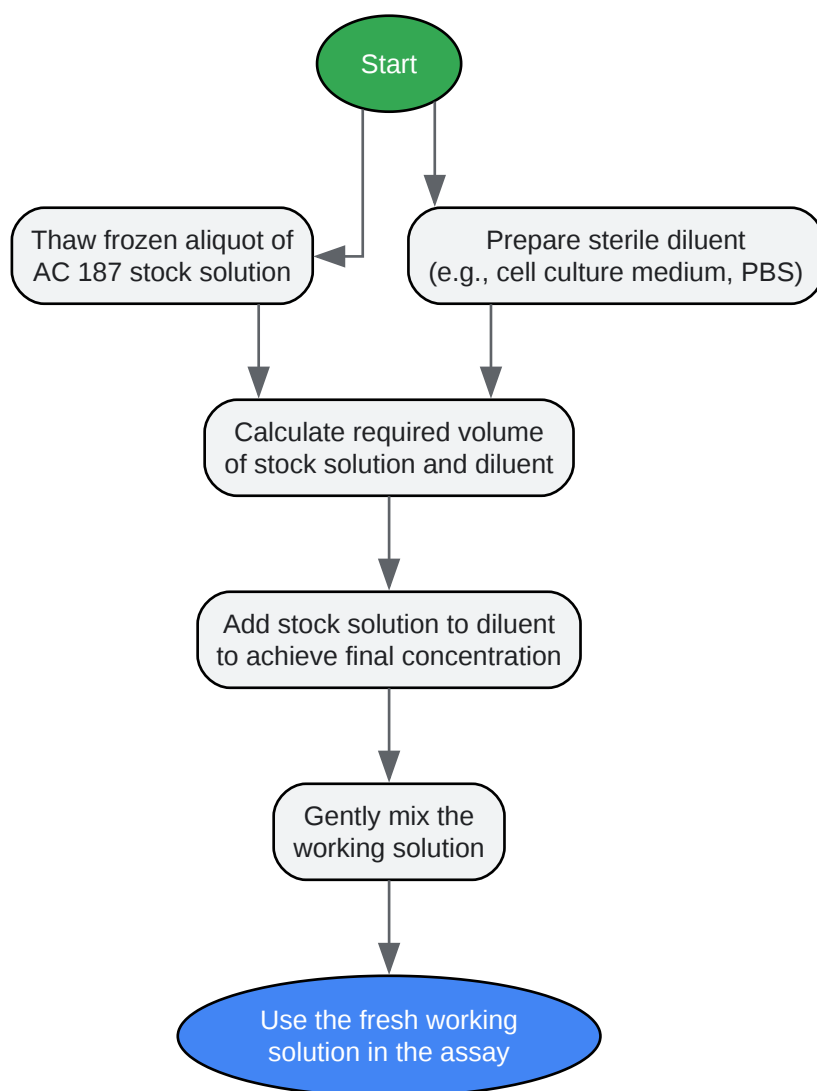 Start
Thaw frozen aliquot of
AC 187 stock solution
Prepare sterile diluent
(e.g., cell culture medium, PBS)
Calculate required volume
of stock solution and diluent
Add stock solution to diluent
to achieve final concentration
Gently mix the
working solution
Use the fresh working
solution in the assay